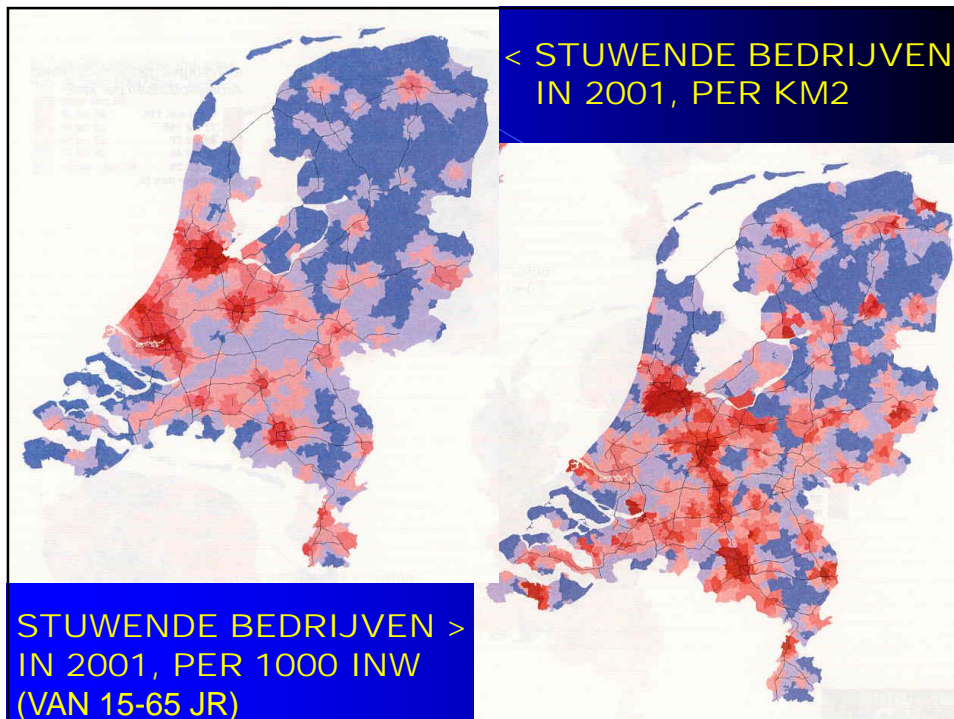 < STUWENDE BEDRIJVEN
IN 2001, PER KM2
STUWENDE BEDRIJVEN >
IN 2001, PER 1000 INW
(VAN 15-65 JR)